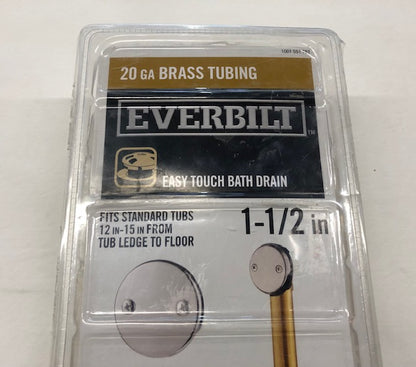 20 GA BRASS TUBING
EVERBILT
TM
EASY TOUCH BATH DRAIN
FITS STANDARD TUBS
12 IN-15 IN FROM
TUB LEDGE TO FLOOR
1-1/2 in